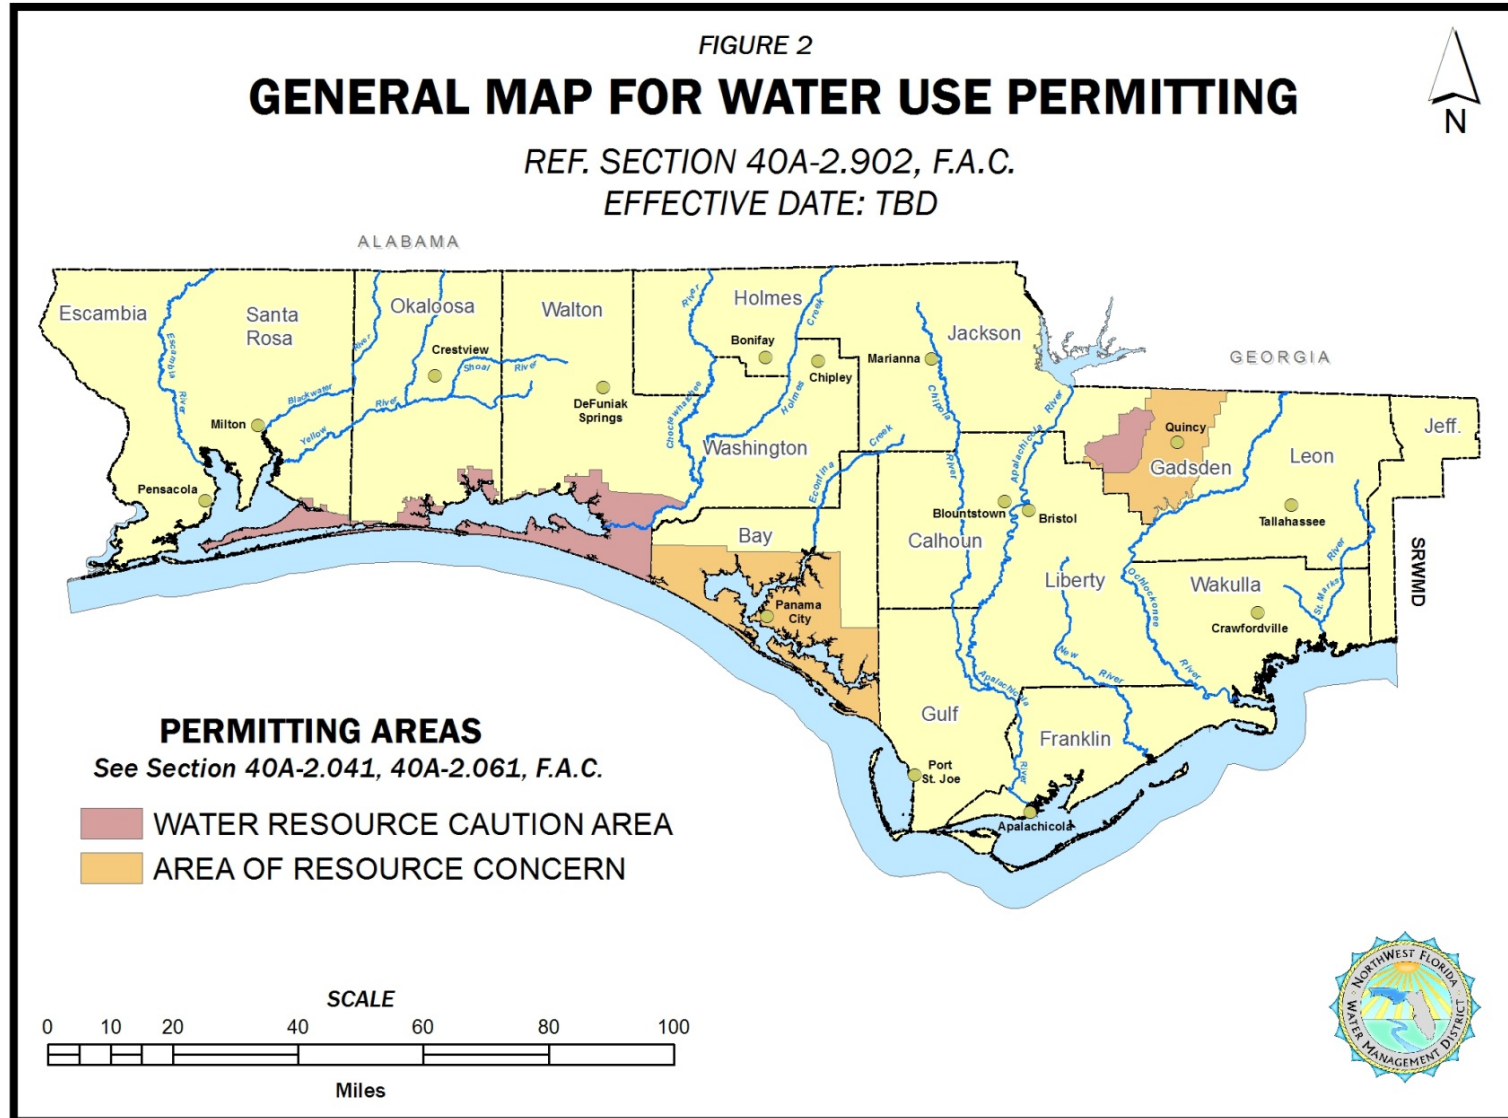 FIGURE 2
GENERAL MAP FOR WATER USE PERMITTING
REF. SECTION 40A-2.902, F.A.C.
EFFECTIVE DATE: TBD
N
ALABAMA
GEORGIA
Escambia
Santa
Rosa
Okaloosa
Walton
Holmes
Jackson
Washington
Bay
Calhoun
Gulf
Liberty
Franklin
Gadsden
Leon
Wakulla
Jeff.
SRWMD
Pensacola
Milton
Crestview
DeFuniak
Springs
Bonifay
Chipley
Marianna
Panama
City
Blountstown
Bristol
Port
St. Joe
Apalachicola
Quincy
Tallahassee
Crawfordville
Escambia
River
Blackwater
River
Yellow
River
Shoal
River
Choctawhatchee
River
Holmes
Creek
Econfina
Creek
Chipola
River
Apalachicola
River
Apalachicola
River
New
River
Ochlockonee
River
St. Marks
River
PERMITTING AREAS
See Section 40A-2.041, 40A-2.061, F.A.C.
WATER RESOURCE CAUTION AREA
AREA OF RESOURCE CONCERN
SCALE
0 10 20 40 60 80 100
Miles
NORTHWEST FLORIDA
WATER MANAGEMENT DISTRICT